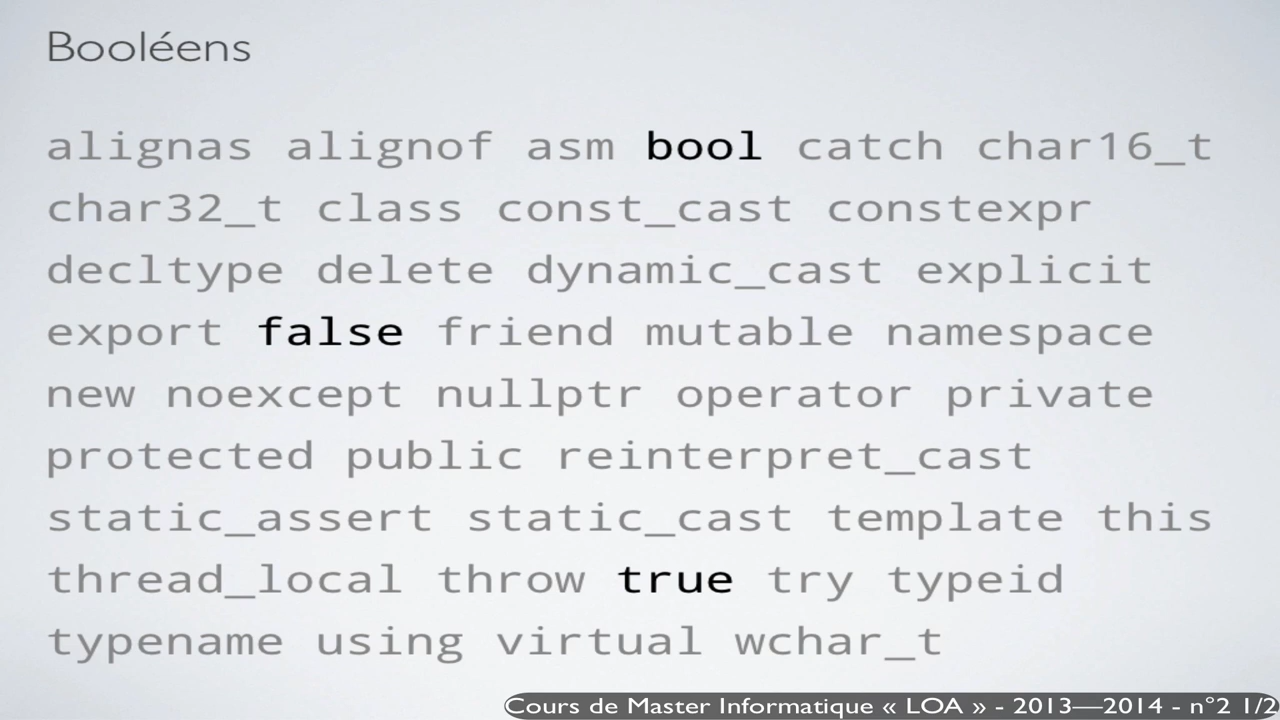 Booléens
alignas alignof asm bool catch char16_t
char32_t class const_cast constexpr
decltype delete dynamic_cast explicit
export false friend mutable namespace
new noexcept nullptr operator private
protected public reinterpret_cast
static_assert static_cast template this
thread_local throw true try typeid
typename using virtual wchar_t
Cours de Master Informatique « LOA » - 2013—2014 - n°2 1/2